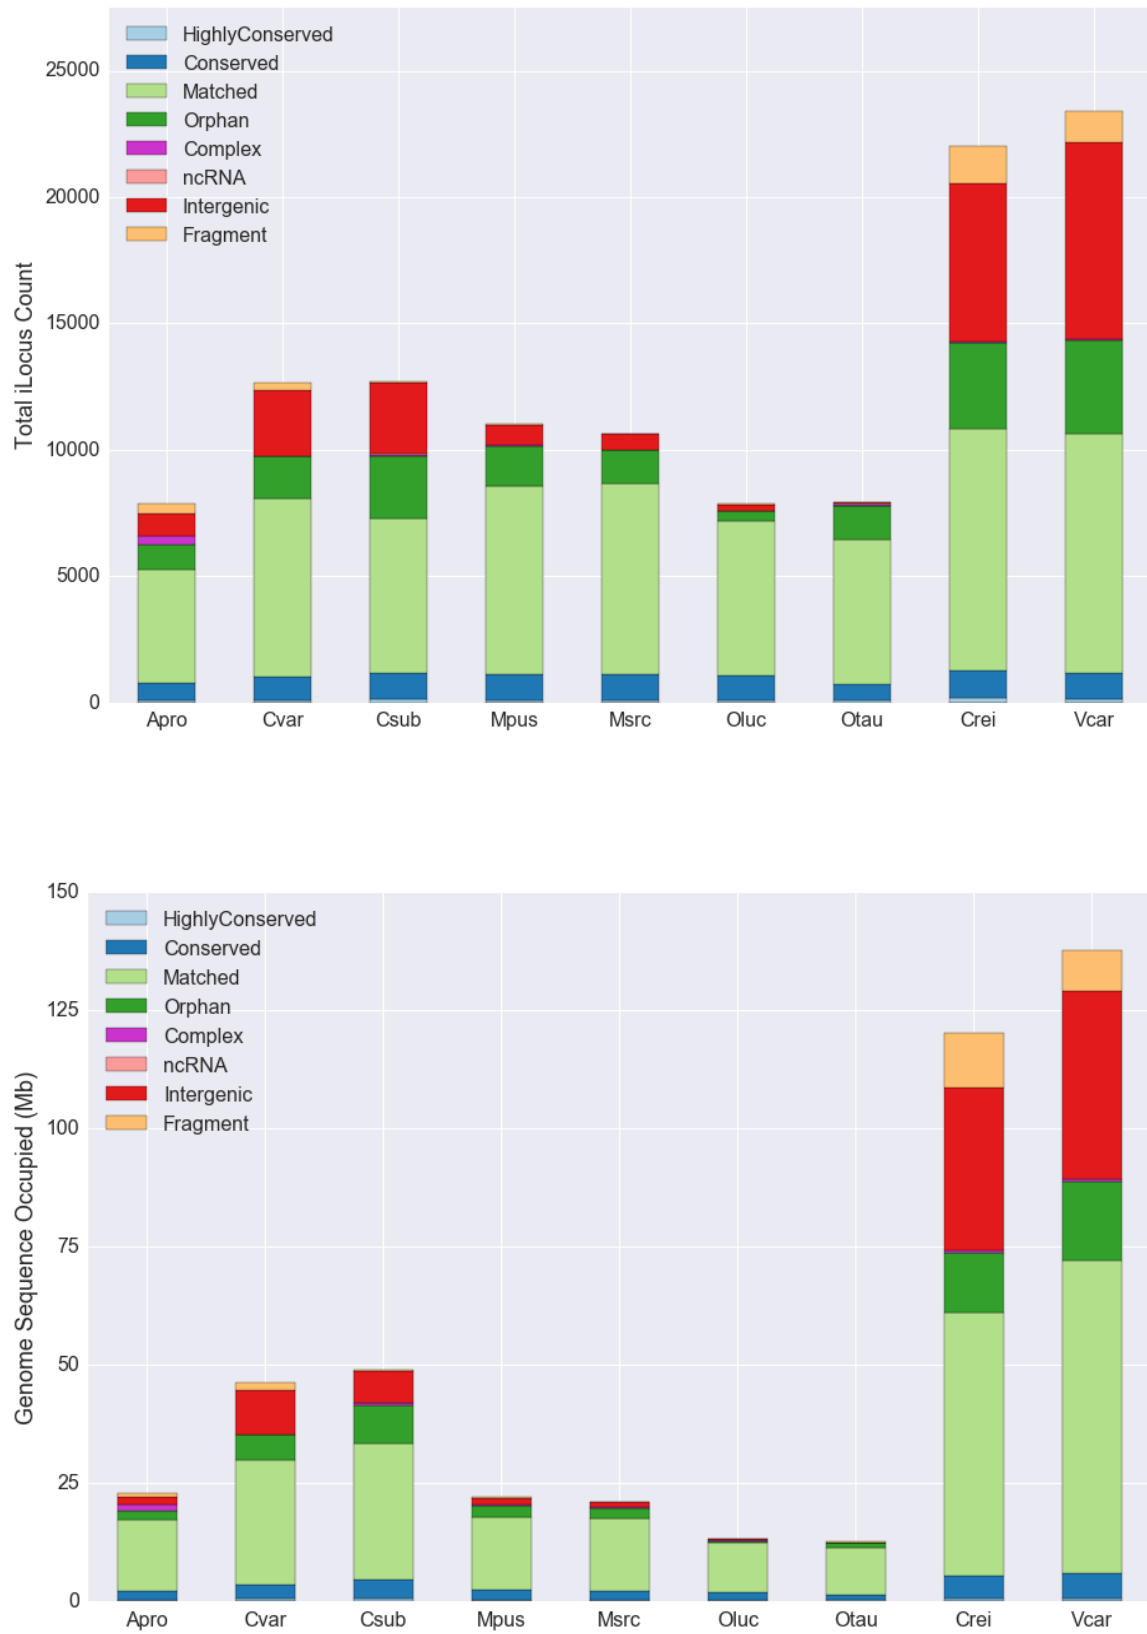 HighlyConserved
Conserved
Matched
Orphan
Complex
ncRNA
Intergenic
Fragment
Total iLocus Count
25000
20000
15000
10000
5000
0
Apro Cvar Csub Mpus Msrc Oluc Otau Crei Vcar
150
125
100
75
50
25
0
Genome Sequence Occupied (Mb)
HighlyConserved
Conserved
Matched
Orphan
Complex
ncRNA
Intergenic
Fragment
Apro Cvar Csub Mpus Msrc Oluc Otau Crei Vcar